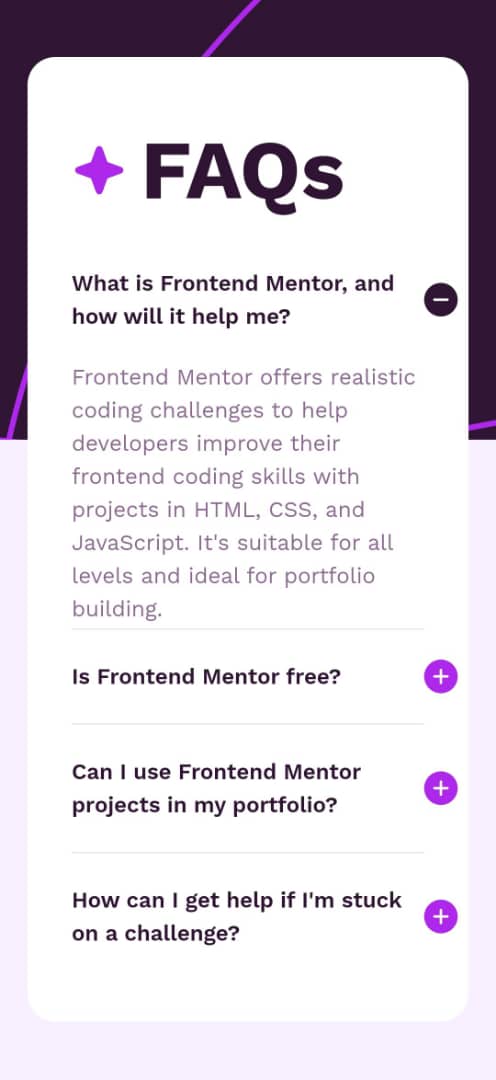 FAQs
What is Frontend Mentor, and
how will it help me?
Frontend Mentor offers realistic
coding challenges to help
developers improve their
frontend coding skills with
projects in HTML, CSS, and
JavaScript. It's suitable for all
levels and ideal for portfolio
building.
Is Frontend Mentor free?
Can I use Frontend Mentor
projects in my portfolio?
How can I get help if I'm stuck
on a challenge?